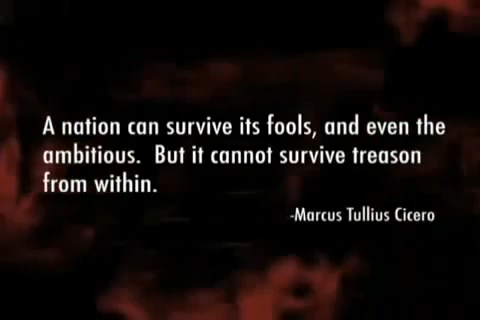 A nation can survive its fools, and even the
ambitious.  But it cannot survive treason
from within.
-Marcus Tullius Cicero